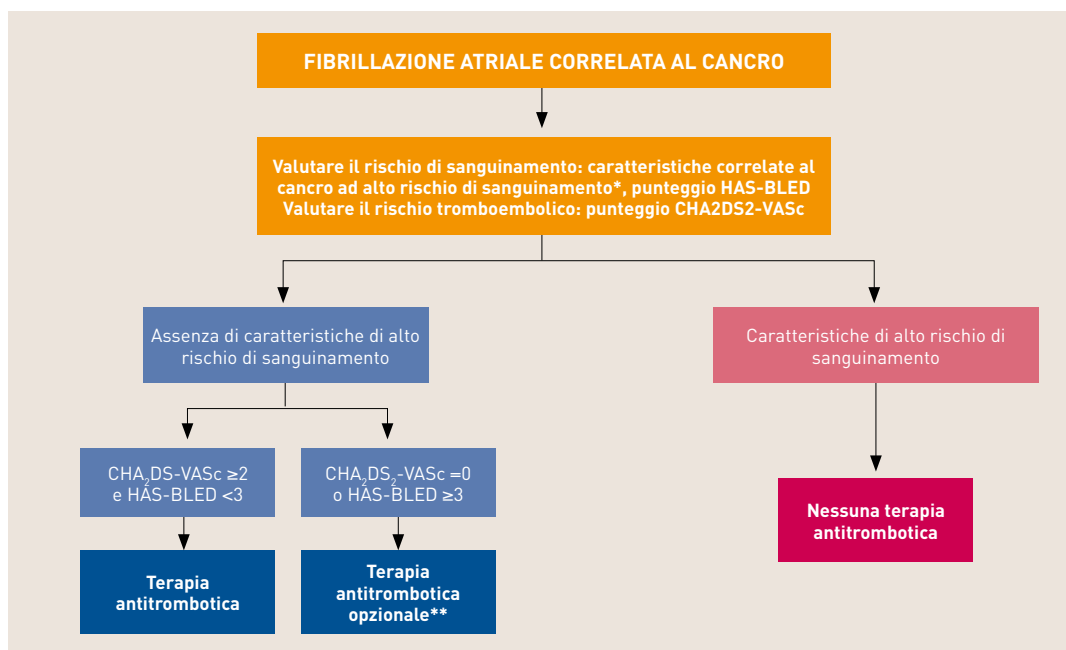 FIBRILLAZIONE ATRIALE CORRELATA AL CANCRO
Valutare il rischio di sanguinamento: caratteristiche correlate al
cancro ad alto rischio di sanguinamento*, punteggio HAS-BLED
Valutare il rischio tromboembolico: punteggio CHA2DS2-VASc
Assenza di caratteristiche di alto
rischio di sanguinamento
Caratteristiche di alto rischio di
sanguinamento
CHA₂DS-VASc ≥2
e HAS-BLED <3
CHA₂DS₂-VASc =0
o HAS-BLED ≥3
Nessuna terapia
antitrombotica
Terapia
antitrombotica
Terapia
antitrombotica
opzionale**